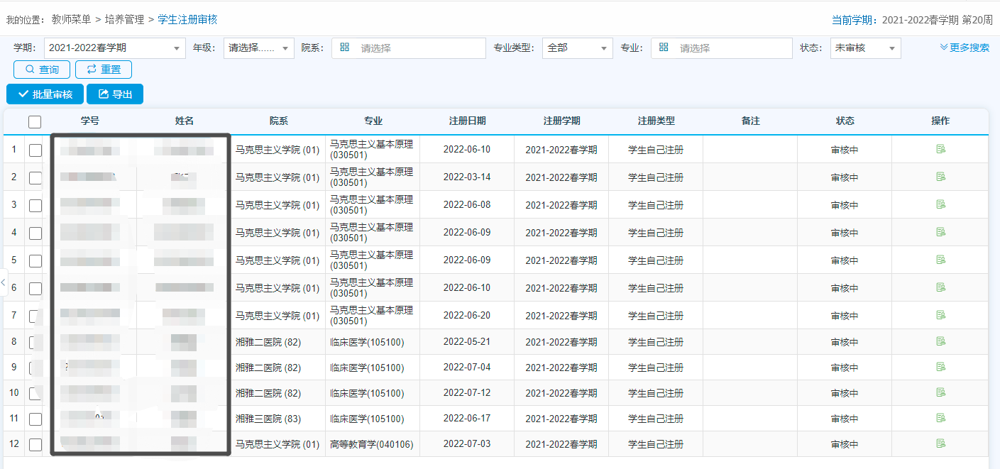 我的位置： 教师菜单 > 培养管理 > 学生注册审核 当前学期：2021-2022春学期 第20周
学期： 2021-2022春学期 年级： 请选择...... 院系： 请选择 专业类型： 全部 专业： 请选择 状态： 未审核 更多搜索
查询 重置
批量审核 导出
学号 姓名 院系 专业 注册日期 注册学期 注册类型 备注 状态 操作
1 马克思主义学院 (01) 马克思主义基本原理 2022-06-10 2021-2022春学期 学生自己注册 审核中
(030501)
2 马克思主义学院 (01) 马克思主义基本原理 2022-03-14 2021-2022春学期 学生自己注册 审核中
(030501)
3 马克思主义学院 (01) 马克思主义基本原理 2022-06-08 2021-2022春学期 学生自己注册 审核中
(030501)
4 马克思主义学院 (01) 马克思主义基本原理 2022-06-09 2021-2022春学期 学生自己注册 审核中
(030501)
5 马克思主义学院 (01) 马克思主义基本原理 2022-06-09 2021-2022春学期 学生自己注册 审核中
(030501)
6 马克思主义学院 (01) 马克思主义基本原理 2022-06-10 2021-2022春学期 学生自己注册 审核中
(030501)
7 马克思主义学院 (01) 马克思主义基本原理 2022-06-20 2021-2022春学期 学生自己注册 审核中
(030501)
8 湘雅二医院 (82) 临床医学(105100) 2022-05-21 2021-2022春学期 学生自己注册 审核中
9 湘雅二医院 (82) 临床医学(105100) 2022-07-04 2021-2022春学期 学生自己注册 审核中
10 湘雅二医院 (82) 临床医学(105100) 2022-07-12 2021-2022春学期 学生自己注册 审核中
11 湘雅三医院 (83) 临床医学(105100) 2022-06-17 2021-2022春学期 学生自己注册 审核中
12 马克思主义学院 (01) 高等教育学(040106) 2022-07-03 2021-2022春学期 学生自己注册 审核中